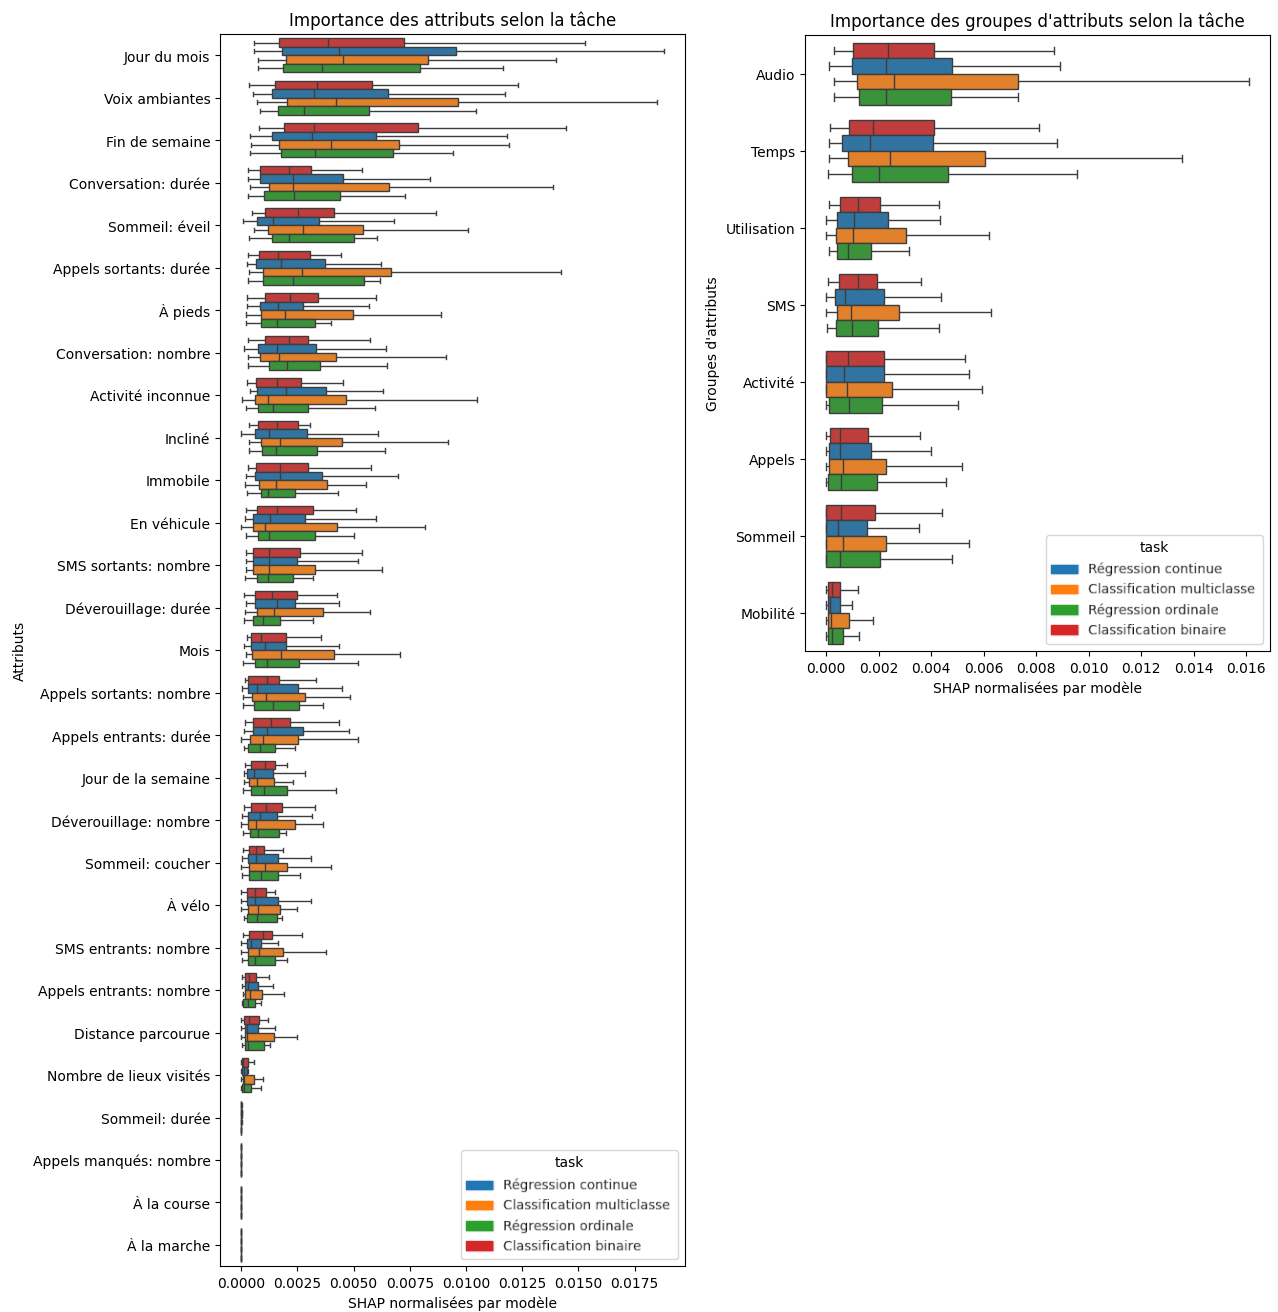 Importance des attributs selon la tâche
Attributs
Jour du mois
Voix ambiantes
Fin de semaine
Conversation: durée
Sommeil: éveil
Appels sortants: durée
À pieds
Conversation: nombre
Activité inconnue
Incliné
Immobile
En véhicule
SMS sortants: nombre
Déverouillage: durée
Mois
Appels sortants: nombre
Appels entrants: durée
Jour de la semaine
Déverouillage: nombre
Sommeil: coucher
À vélo
SMS entrants: nombre
Appels entrants: nombre
Distance parcourue
Nombre de lieux visités
Sommeil: durée
Appels manqués: nombre
À la course
À la marche
task
Régression continue
Classification multiclasse
Régression ordinale
Classification binaire
0.0000 0.0025 0.0050 0.0075 0.0100 0.0125 0.0150 0.0175
SHAP normalisées par modèle
Importance des groupes d'attributs selon la tâche
Groupes d'attributs
Audio
Temps
Utilisation
SMS
Activité
Appels
Sommeil
Mobilité
task
Régression continue
Classification multiclasse
Régression ordinale
Classification binaire
0.000 0.002 0.004 0.006 0.008 0.010 0.012 0.014 0.016
SHAP normalisées par modèle